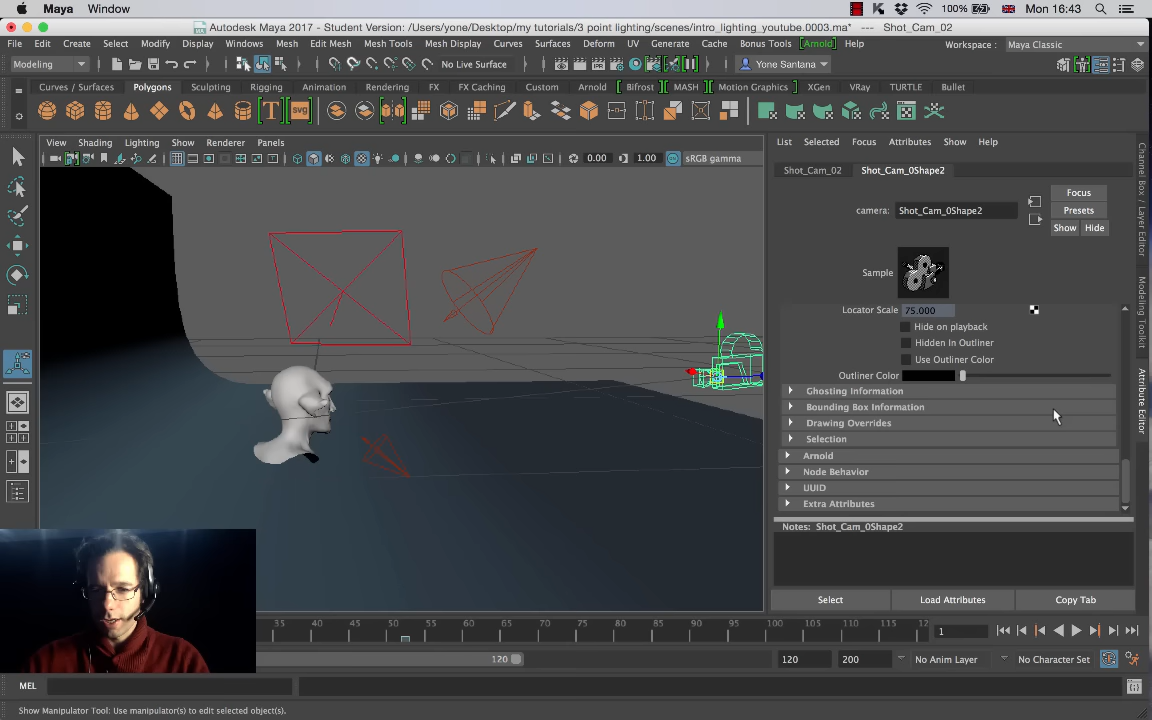 Maya Window 100% Mon 16:43
Autodesk Maya 2017 - Student Version: /Users/yone/Desktop/my tutorials/3 point lighting/scenes/intro_lighting_youtube.0003.ma* --- Shot_Cam_02
File Edit Create Select Modify Display Windows Mesh Edit Mesh Mesh Tools Mesh Display Curves Surfaces Deform UV Generate Cache Bonus Tools Arnold Help Workspace : Maya Classic
Modeling No Live Surface Yone Santana
Curves / Surfaces Polygons Sculpting Rigging Animation Rendering FX FX Caching Custom Arnold Bifrost MASH Motion Graphics XGen VRay TURTLE Bullet
T SVG
View Shading Lighting Show Renderer Panels
0.00 1.00 sRGB gamma
List Selected Focus Attributes Show Help
Shot_Cam_02 Shot_Cam_0Shape2
Focus
camera: Shot_Cam_0Shape2 Presets
Show Hide
Sample
Locator Scale 75.000
Hide on playback
Hidden In Outliner
Use Outliner Color
Outliner Color
Ghosting Information
Bounding Box Information
Drawing Overrides
Selection
Arnold
Node Behavior
UUID
Extra Attributes
Notes: Shot_Cam_0Shape2
Select Load Attributes Copy Tab
Channel Box / Layer Editor
Modeling Toolkit
Attribute Editor
35 40 45 50 55 60 65 70 75 80 85 90 95 100 105 110 115 12 1
120 120 200 No Anim Layer No Character Set
MEL
Show Manipulator Tool: Use manipulator(s) to edit selected object(s).